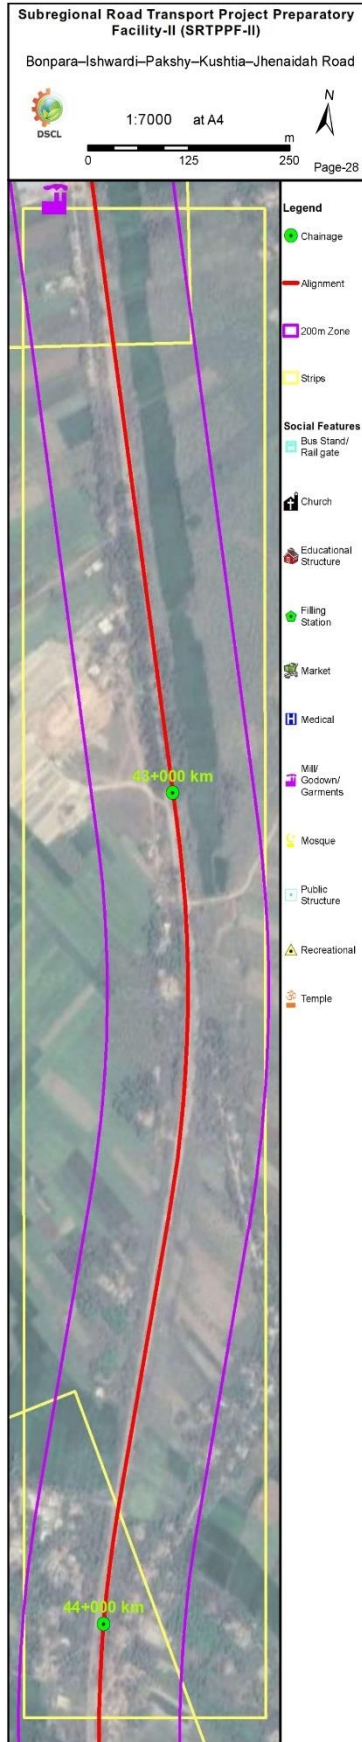 Subregional Road Transport Project Preparatory
Facility-II (SRTPPF-II)
Bonpara–Ishwardi–Pakshy–Kushtia–Jhenaidah Road
DSCL
1:7000 at A4
N
m
0 125 250
Page-28
Legend
Chainage
Alignment
200m Zone
Strips
Social Features
Bus Stand/
Rail gate
Church
Educational
Structure
Filling
Station
Market
Medical
Mill/
Godown/
Garments
Mosque
Public
Structure
Recreational
Temple
43+000 km
44+000 km